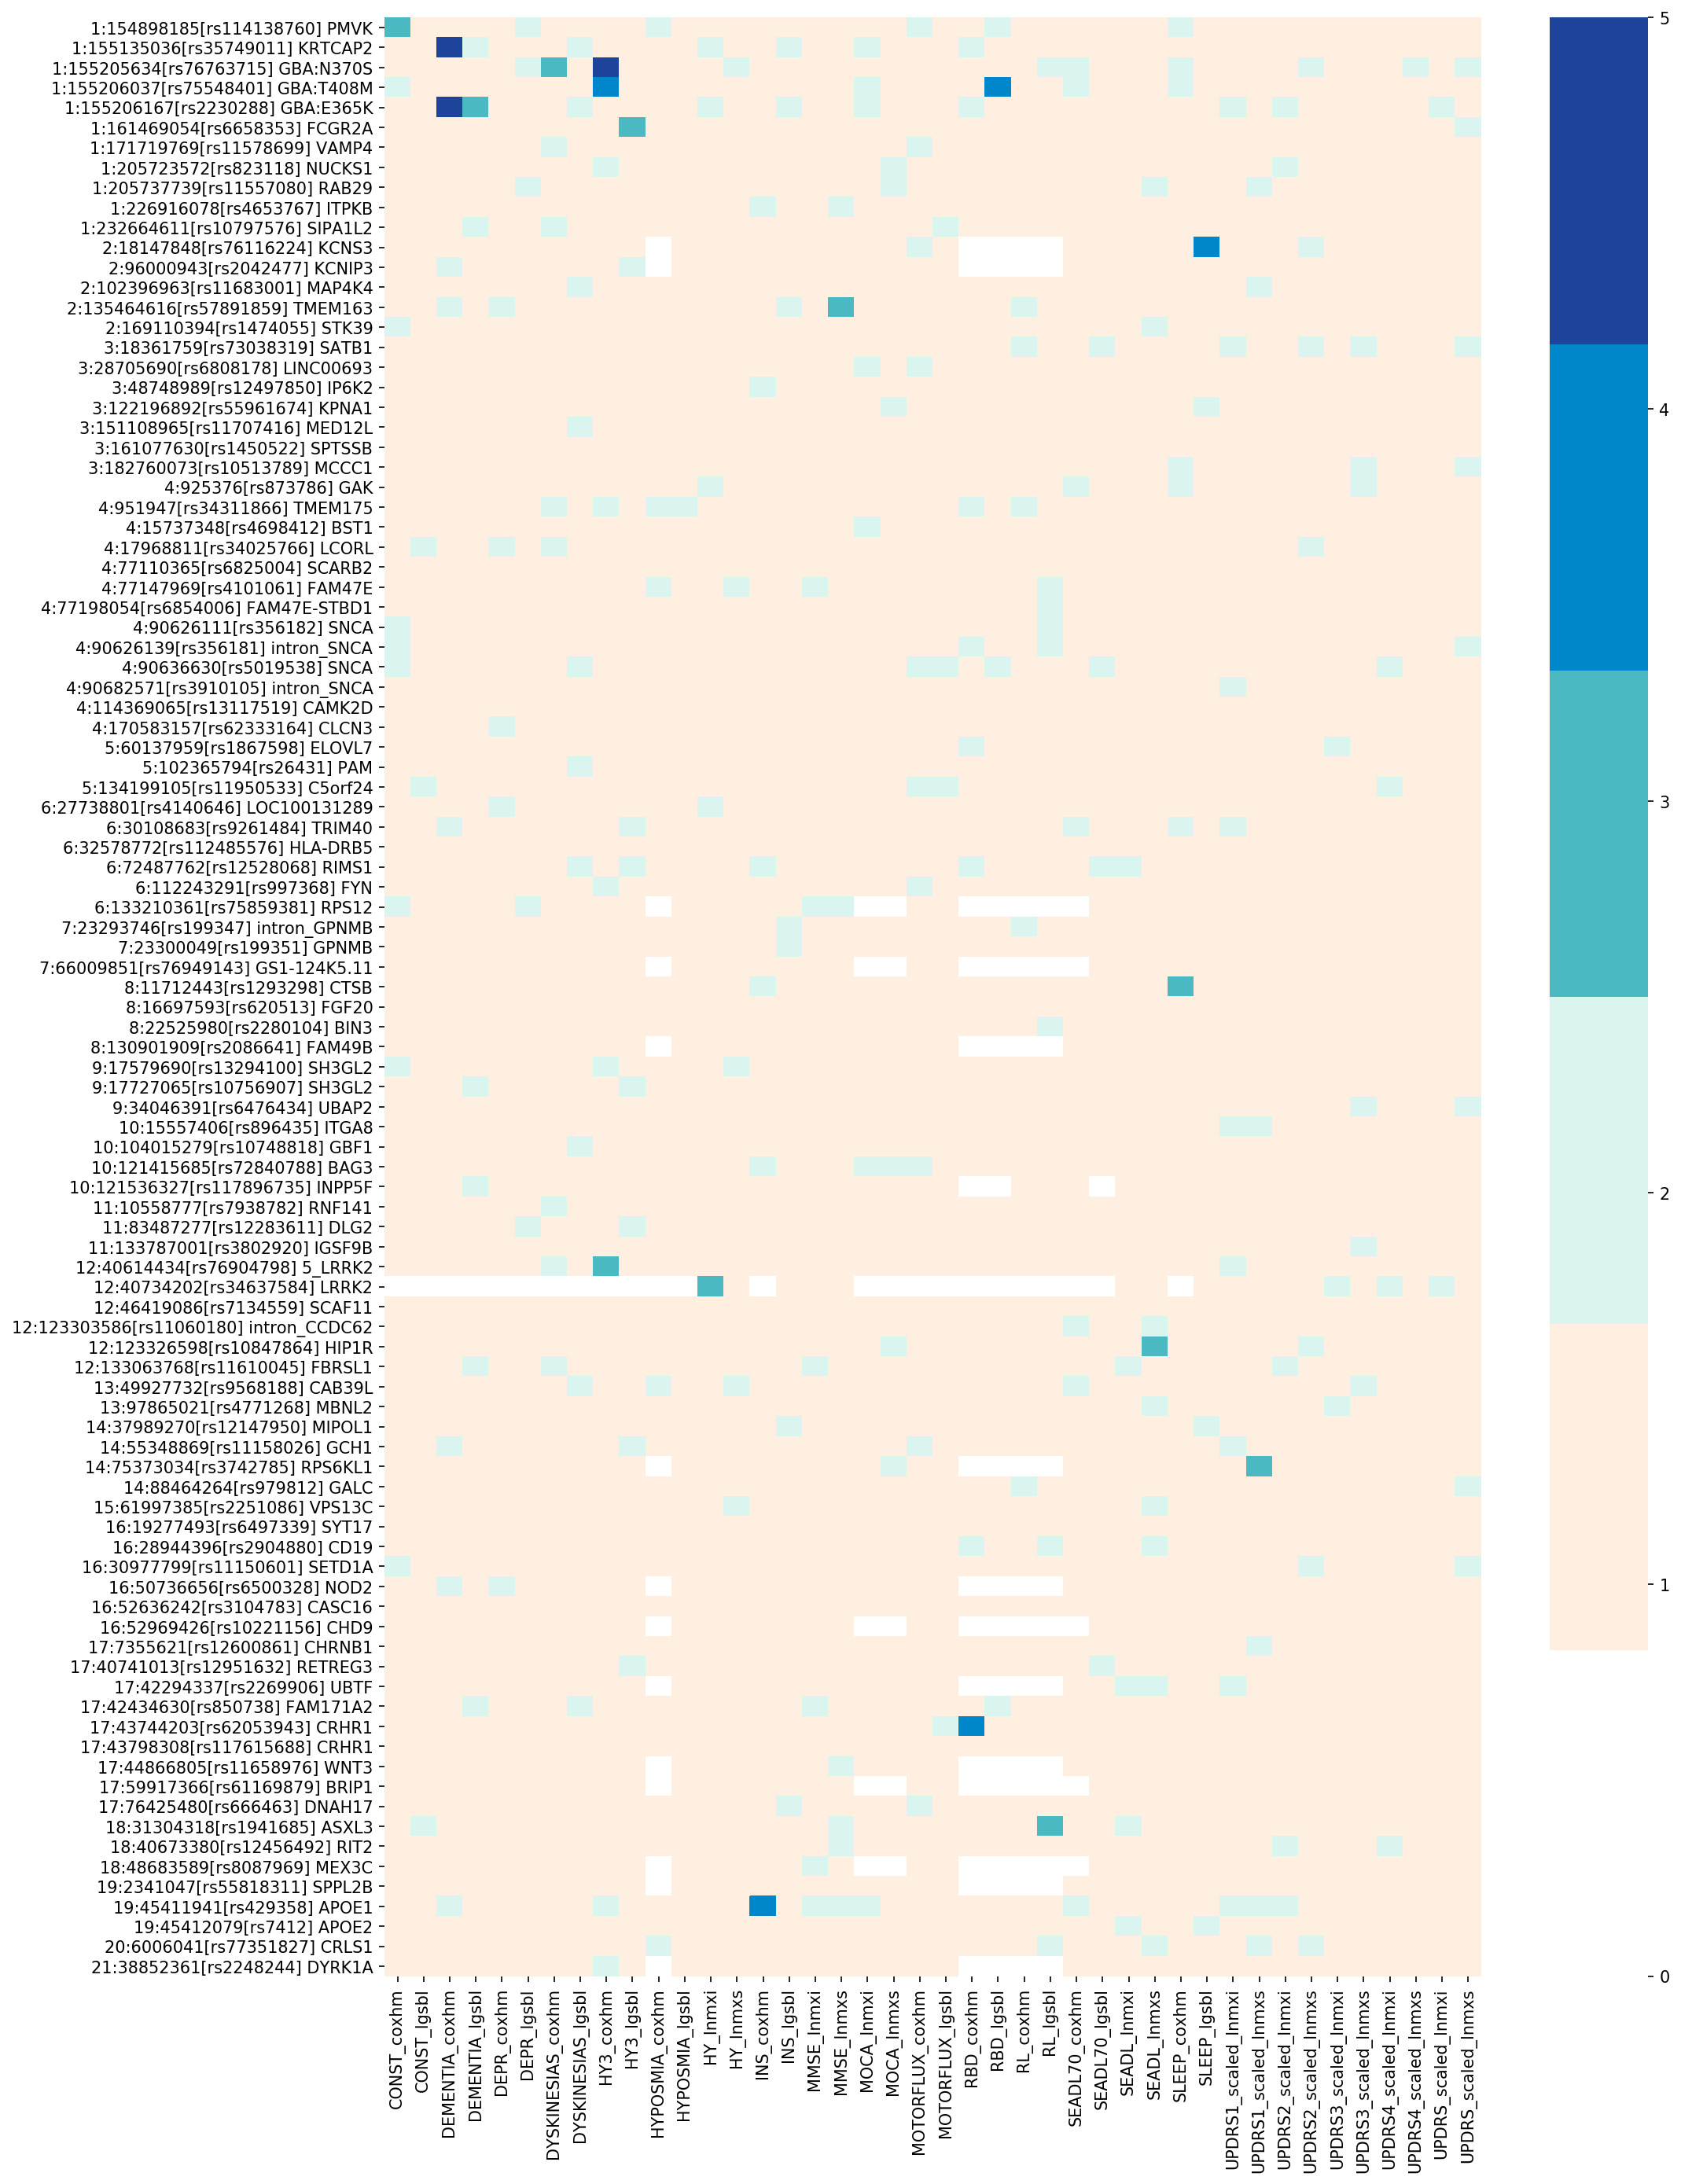 1:154898185[rs114138760] PMVK
1:155135036[rs35749011] KRTCAP2
1:155205634[rs76763715] GBA:N370S
1:155206037[rs75548401] GBA:T408M
1:155206167[rs2230288] GBA:E365K
1:161469054[rs6658353] FCGR2A
1:171719769[rs11578699] VAMP4
1:205723572[rs823118] NUCKS1
1:205737739[rs11557080] RAB29
1:226916078[rs4653767] ITPKB
1:232664611[rs10797576] SIPA1L2
2:18147848[rs76116224] KCNS3
2:96000943[rs2042477] KCNIP3
2:102396963[rs11683001] MAP4K4
2:135464616[rs57891859] TMEM163
2:169110394[rs1474055] STK39
3:18361759[rs73038319] SATB1
3:28705690[rs6808178] LINC00693
3:48748989[rs12497850] IP6K2
3:122196892[rs55961674] KPNA1
3:151108965[rs11707416] MED12L
3:161077630[rs1450522] SPTSSB
3:182760073[rs10513789] MCCC1
4:925376[rs873786] GAK
4:951947[rs34311866] TMEM175
4:15737348[rs4698412] BST1
4:17968811[rs34025766] LCORL
4:77110365[rs6825004] SCARB2
4:77147969[rs4101061] FAM47E
4:77198054[rs6854006] FAM47E-STBD1
4:90626111[rs356182] SNCA
4:90626139[rs356181] intron_SNCA
4:90636630[rs5019538] SNCA
4:90682571[rs3910105] intron_SNCA
4:114369065[rs13117519] CAMK2D
4:170583157[rs62333164] CLCN3
5:60137959[rs1867598] ELOVL7
5:102365794[rs26431] PAM
5:134199105[rs11950533] C5orf24
6:27738801[rs4140646] LOC100131289
6:30108683[rs9261484] TRIM40
6:32578772[rs112485576] HLA-DRB5
6:72487762[rs12528068] RIMS1
6:112243291[rs997368] FYN
6:133210361[rs75859381] RPS12
7:23293746[rs199347] intron_GPNMB
7:23300049[rs199351] GPNMB
7:66009851[rs76949143] GS1-124K5.11
8:11712443[rs1293298] CTSB
8:16697593[rs620513] FGF20
8:22525980[rs2280104] BIN3
8:130901909[rs2086641] FAM49B
9:17579690[rs13294100] SH3GL2
9:17727065[rs10756907] SH3GL2
9:34046391[rs6476434] UBAP2
10:15557406[rs896435] ITGA8
10:104015279[rs10748818] GBF1
10:121415685[rs72840788] BAG3
10:121536327[rs117896735] INPP5F
11:10558777[rs7938782] RNF141
11:83487277[rs12283611] DLG2
11:133787001[rs3802920] IGSF9B
12:40614434[rs76904798] 5_LRRK2
12:40734202[rs34637584] LRRK2
12:46419086[rs7134559] SCAF11
12:123303586[rs11060180] intron_CCDC62
12:123326598[rs10847864] HIP1R
12:133063768[rs11610045] FBRSL1
13:49927732[rs9568188] CAB39L
13:97865021[rs4771268] MBNL2
14:37989270[rs12147950] MIPOL1
14:55348869[rs11158026] GCH1
14:75373034[rs3742785] RPS6KL1
14:88464264[rs979812] GALC
15:61997385[rs2251086] VPS13C
16:19277493[rs6497339] SYT17
16:28944396[rs2904880] CD19
16:30977799[rs11150601] SETD1A
16:50736656[rs6500328] NOD2
16:52636242[rs3104783] CASC16
16:52969426[rs10221156] CHD9
17:7355621[rs12600861] CHRNB1
17:40741013[rs12951632] RETREG3
17:42294337[rs2269906] UBTF
17:42434630[rs850738] FAM171A2
17:43744203[rs62053943] CRHR1
17:43798308[rs117615688] CRHR1
17:44866805[rs11658976] WNT3
17:59917366[rs61169879] BRIP1
17:76425480[rs666463] DNAH17
18:31304318[rs1941685] ASXL3
18:40673380[rs12456492] RIT2
18:48683589[rs8087969] MEX3C
19:2341047[rs55818311] SPPL2B
19:45411941[rs429358] APOE1
19:45412079[rs7412] APOE2
20:6006041[rs77351827] CRLS1
21:38852361[rs2248244] DYRK1A
CONST_coxhm
CONST_lgsbl
DEMENTIA_coxhm
DEMENTIA_lgsbl
DEPR_coxhm
DEPR_lgsbl
DYSKINESIAS_coxhm
DYSKINESIAS_lgsbl
HY3_coxhm
HY3_lgsbl
HYPOSMIA_coxhm
HYPOSMIA_lgsbl
HY_lnmxi
HY_lnmxs
INS_coxhm
INS_lgsbl
MMSE_lnmxi
MMSE_lnmxs
MOCA_lnmxi
MOCA_lnmxs
MOTORFLUX_coxhm
MOTORFLUX_lgsbl
RBD_coxhm
RBD_lgsbl
RL_coxhm
RL_lgsbl
SEADL70_coxhm
SEADL70_lgsbl
SEADL_lnmxi
SEADL_lnmxs
SLEEP_coxhm
SLEEP_lgsbl
UPDRS1_scaled_lnmxi
UPDRS1_scaled_lnmxs
UPDRS2_scaled_lnmxi
UPDRS2_scaled_lnmxs
UPDRS3_scaled_lnmxi
UPDRS3_scaled_lnmxs
UPDRS4_scaled_lnmxi
UPDRS4_scaled_lnmxs
UPDRS_scaled_lnmxi
UPDRS_scaled_lnmxs
5
4
3
2
1
0